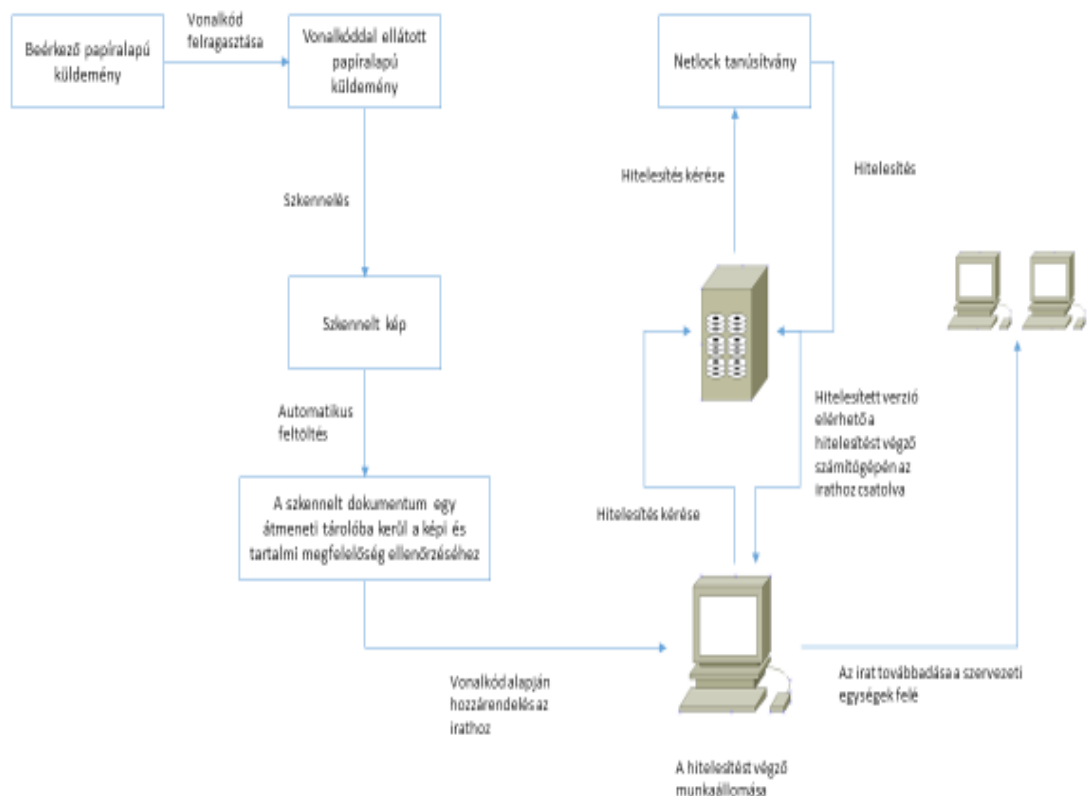 Beérkező papíralapú
küldemény
Vonalkód
felragasztása
Vonalkóddal ellátott
papíralapú
küldemény
Szkennelés
Szkennelt kép
Automatikus
feltöltés
A szkennelt dokumentum egy
átmeneti tárolóba kerül a képi és
tartalmi megfelelőség ellenőrzéséhez
Vonalkód alapján
hozzárendelés az
irathoz
Netlock tanúsítvány
Hitelesítés kérése
Hitelesítés
Hitelesített verzió
elérhető a
hitelesítést végző
számítógépén az
irathoz csatolva
Hitelesítés kérése
A hitelesítést végző
munkaállomása
Az irat továbbadása a szervezeti
egységek felé